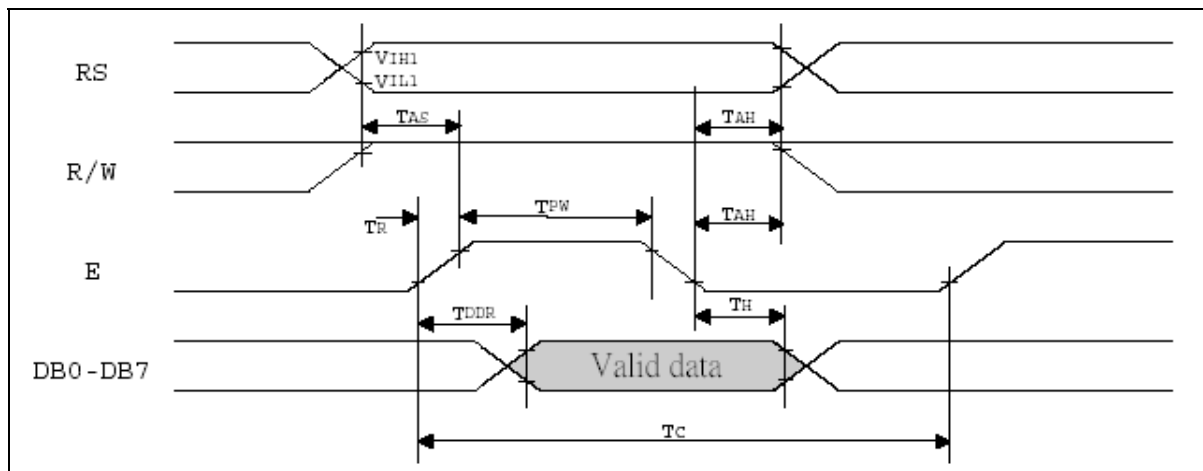 RS
VIH1
VIL1
TAS
TAH
R/W
TPW
TAH
TR
E
TDDR
TH
DB0-DB7
Valid data
TC